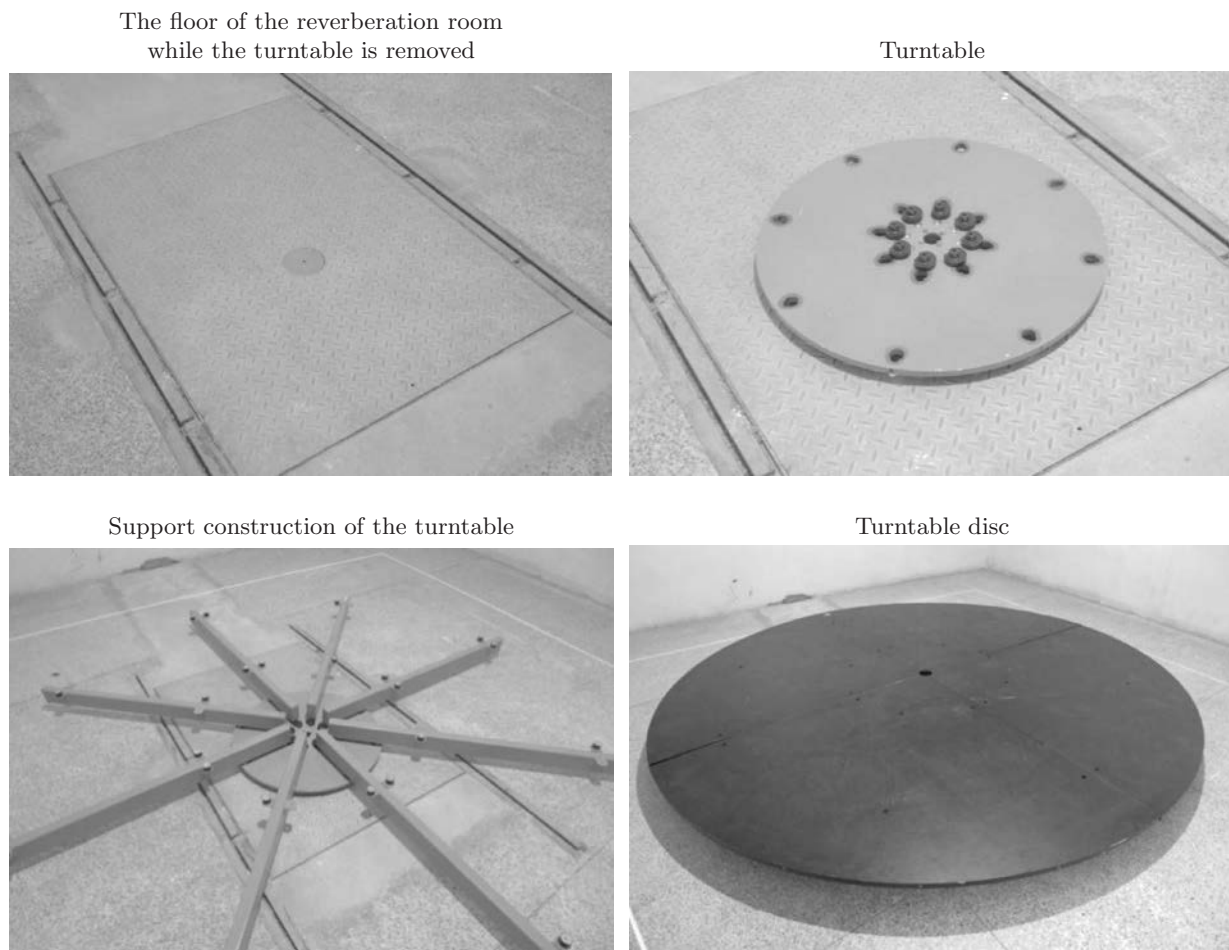 The floor of the reverberation room
while the turntable is removed
Turntable
Support construction of the turntable
Turntable disc